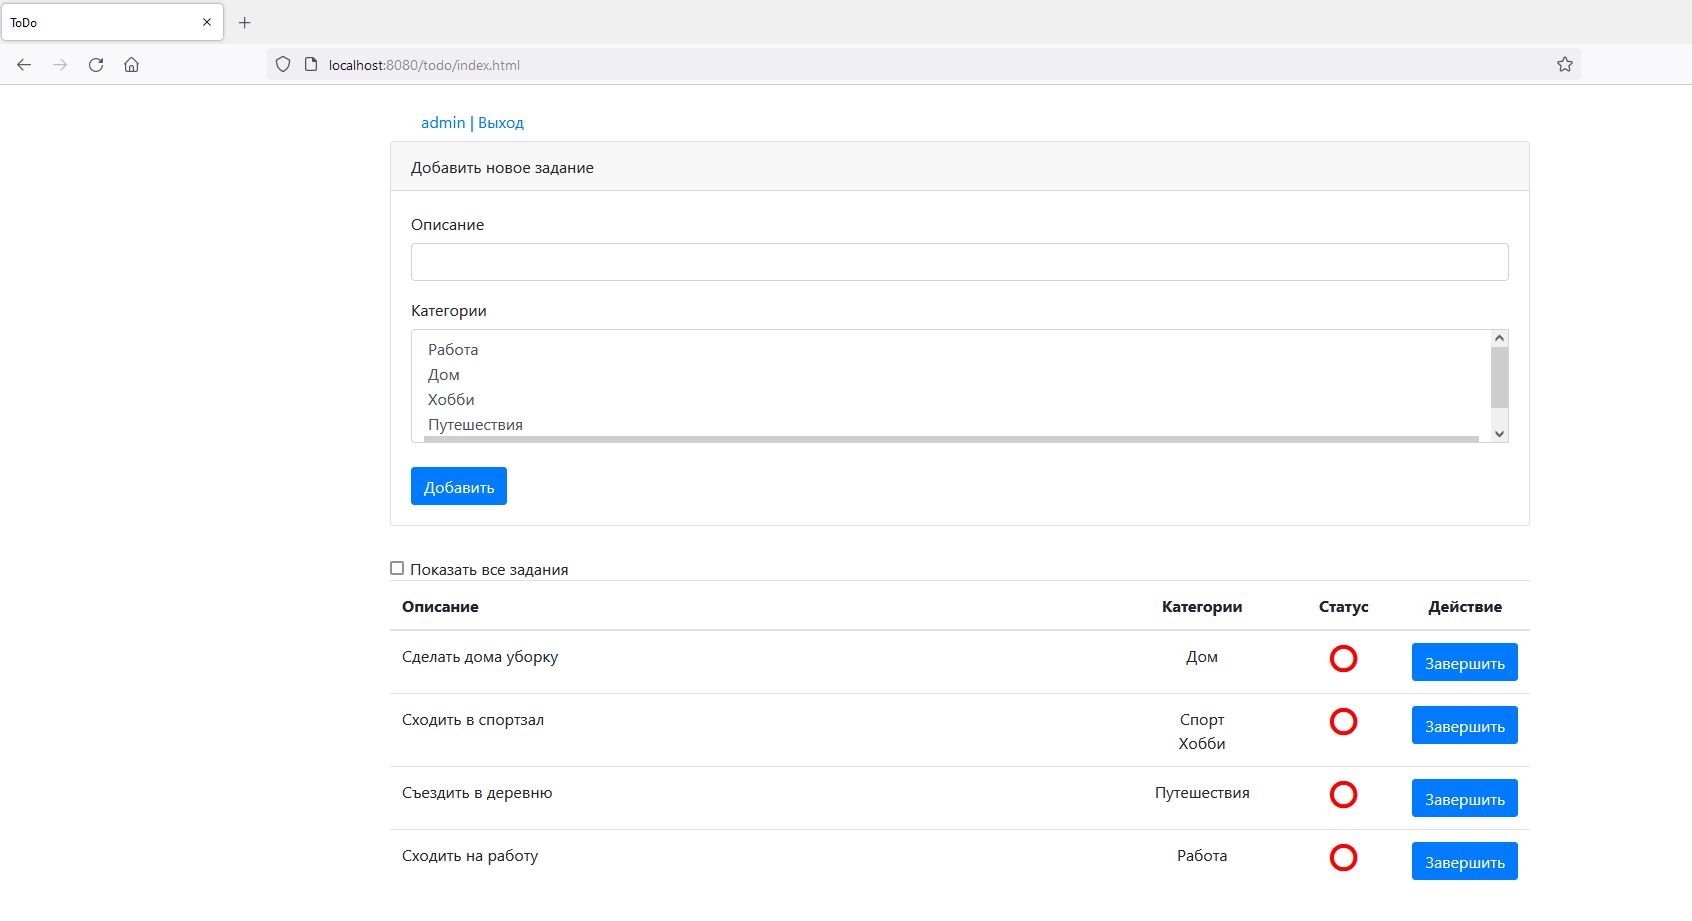 ToDo
localhost:8080/todo/index.html
admin | Выход
Добавить новое задание
Описание
Категории
Работа
Дом
Хобби
Путешествия
Добавить
Показать все задания
Описание Категории Статус Действие
Сделать дома уборку Дом Завершить
Сходить в спортзал Спорт Завершить
Хобби
Съездить в деревню Путешествия Завершить
Сходить на работу Работа Завершить